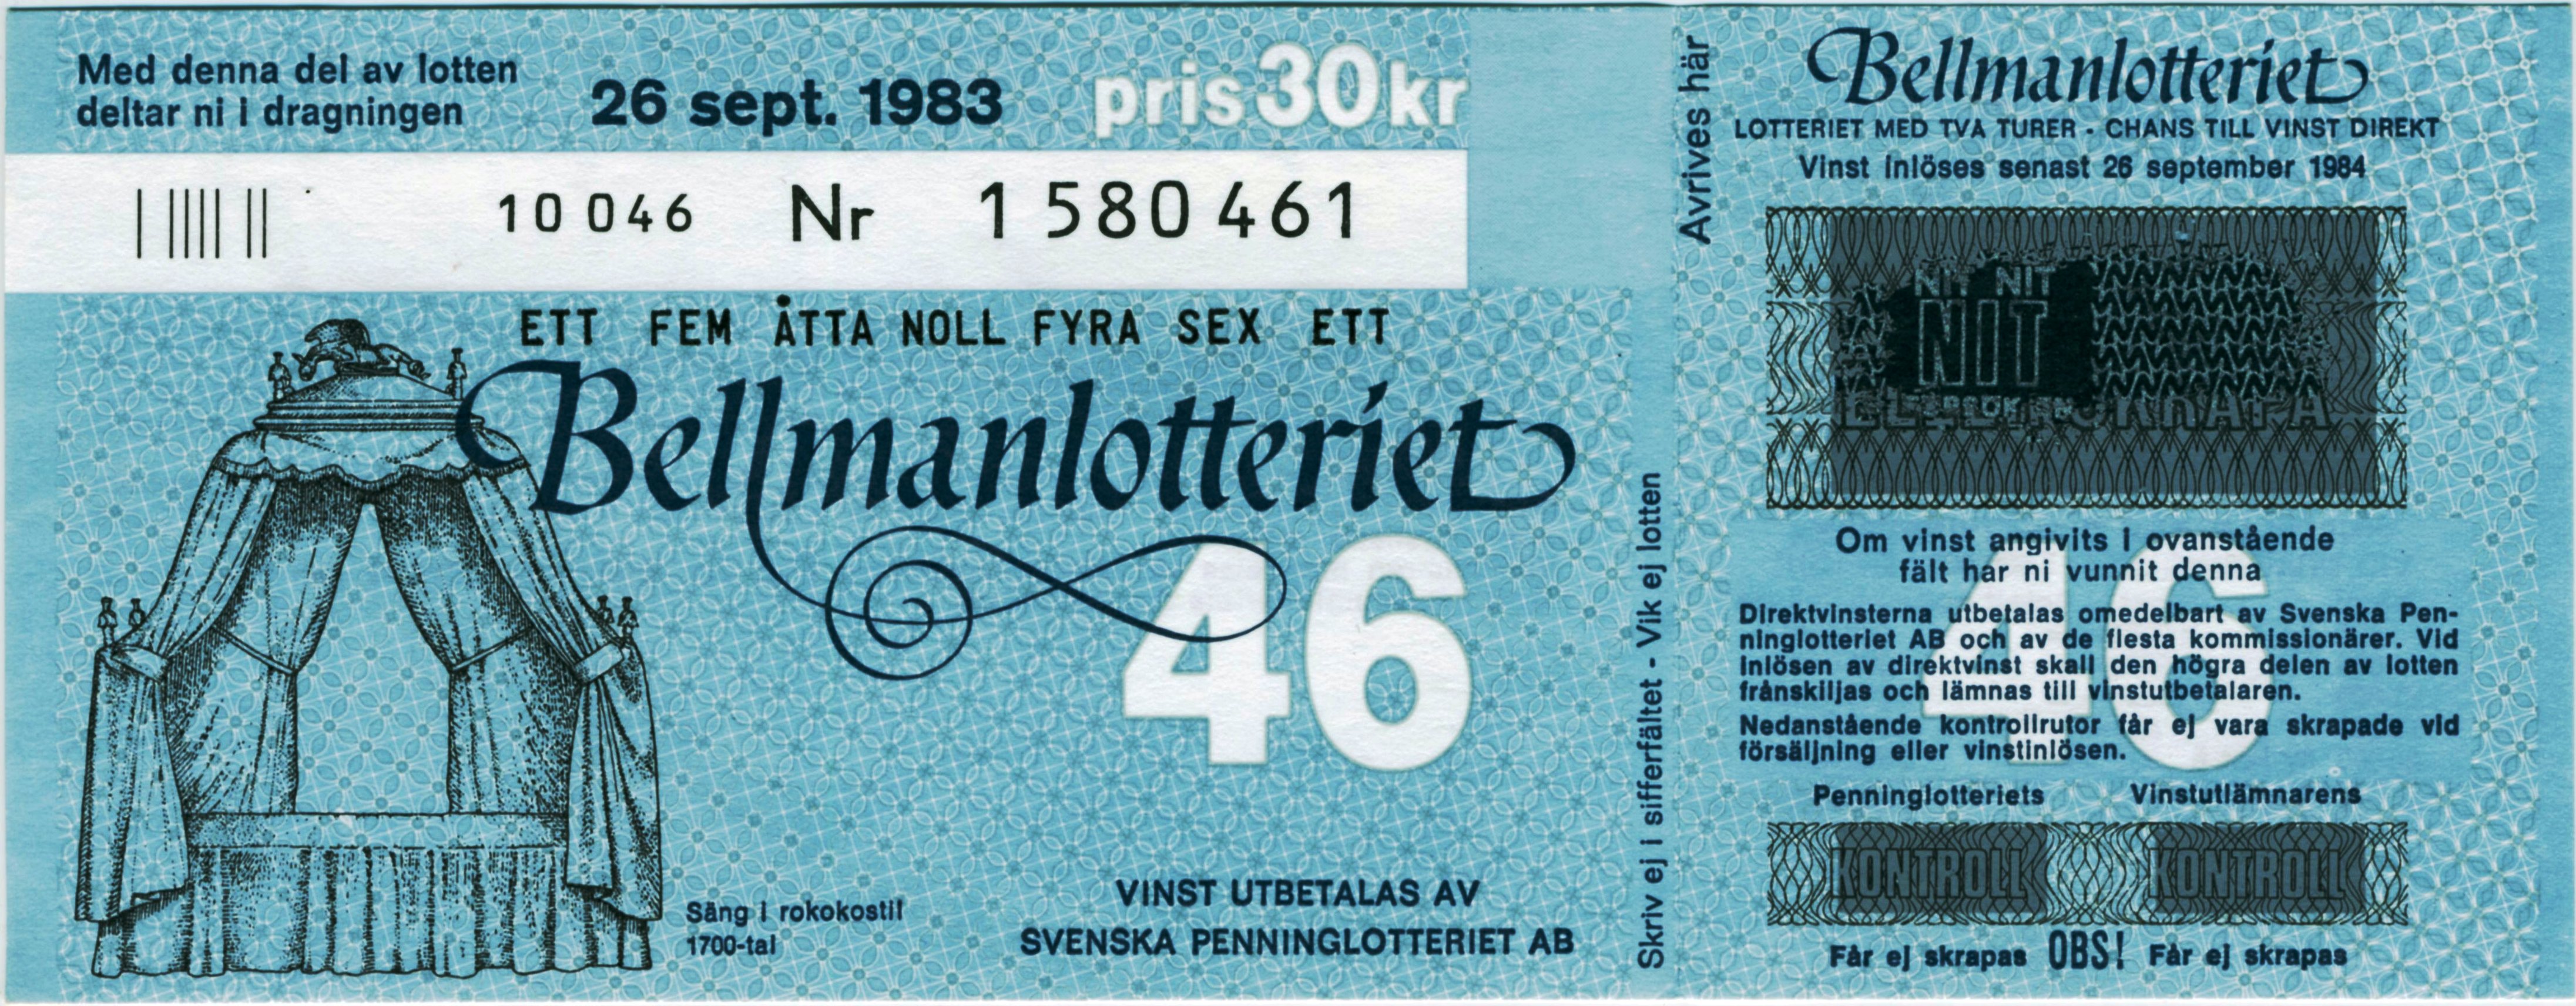 Med denna del av lotten
deltar ni i dragningen
26 sept. 1983
pris 30 kr
10 046 Nr 1 580 461
ETT FEM ÅTTA NOLL FYRA SEX ETT
Bellmanlotteriet
46
Säng i rokokostil
1700-tal
VINST UTBETALAS AV
SVENSKA PENNINGLOTTERIET AB
Skriv ej i sifferfältet - Vik ej lotten
Avrives här
Bellmanlotteriet
LOTTERIET MED TVA TURER - CHANS TILL VINST DIREKT
Vinst inlöses senast 26 september 1984
NIT NIT
NIT
Om vinst angivits i ovanstående
fält har ni vunnit denna
46
Direktvinsterna utbetalas omedelbart av Svenska Pen-
ninglotteriet AB och av de flesta kommissionärer. Vid
inlösen av direktvinst skall den högra delen av lotten
frånskiljas och lämnas till vinstutbetalaren.
Nedanstående kontrollrutor får ej vara skrapade vid
försäljning eller vinstinlösen.
Penninglotteriets Vinstutlämnarens
KONTROLL KONTROLL
Får ej skrapas OBS! Får ej skrapas